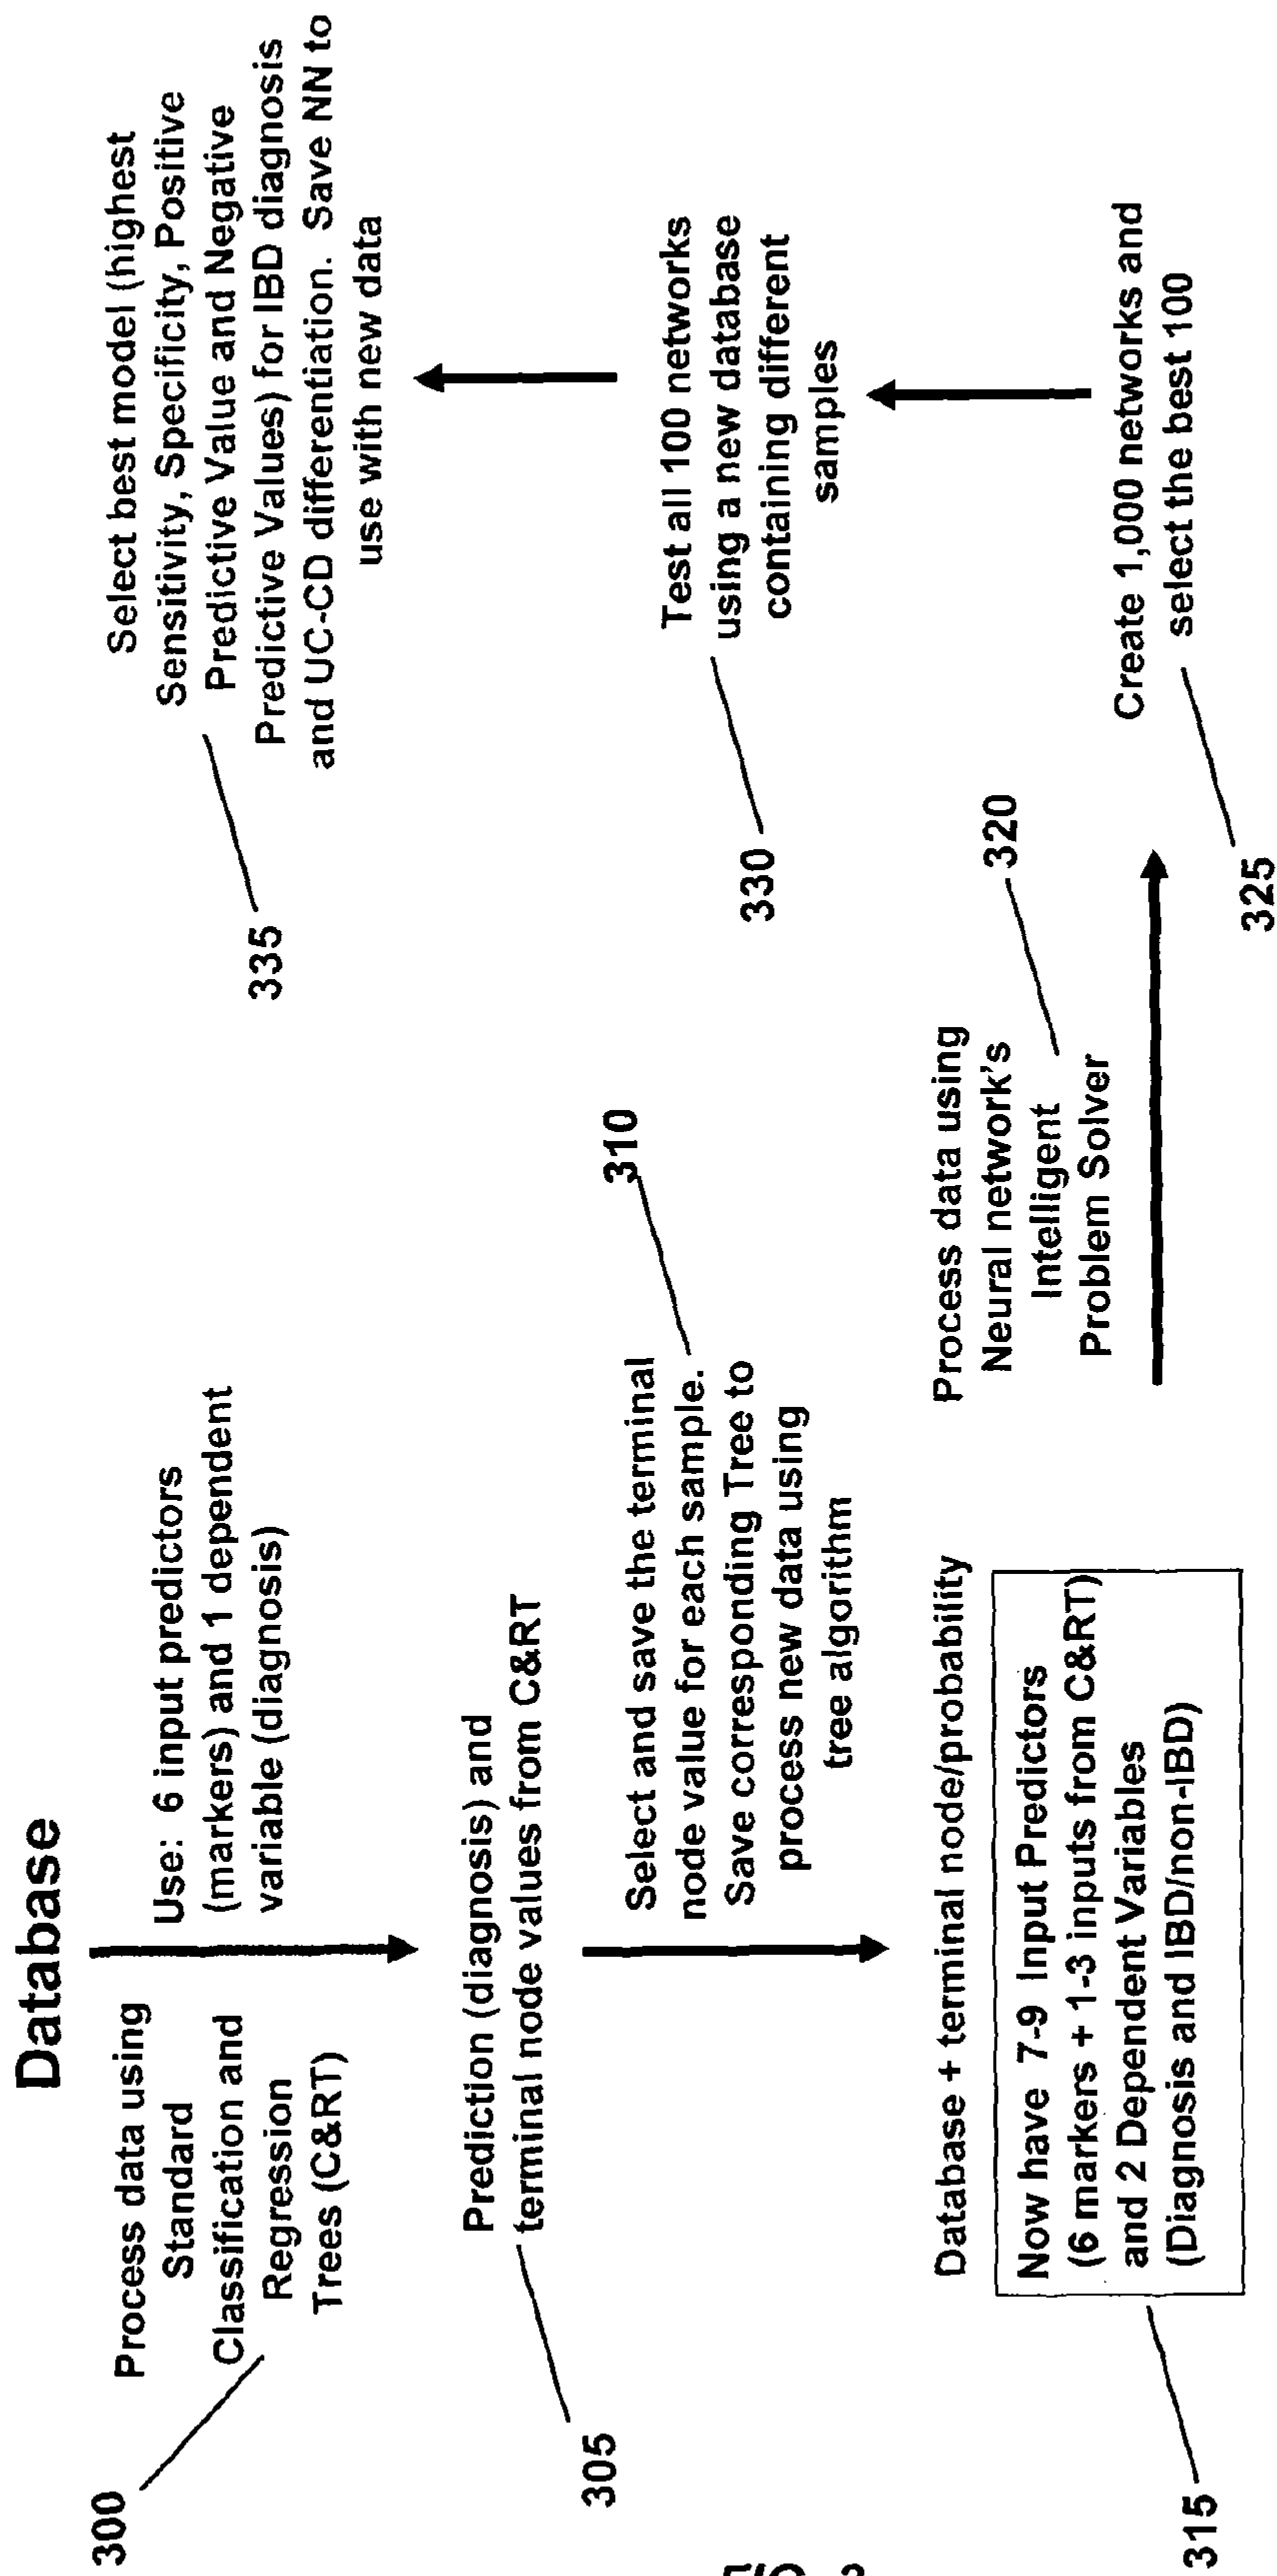 Database
300
Process data using
Standard
Classification and
Regression
Trees (C&RT)
Use: 6 input predictors
(markers) and 1 dependent
variable (diagnosis)
305
Prediction (diagnosis) and
terminal node values from C&RT
310
Select and save the terminal
node value for each sample.
Save corresponding Tree to
process new data using
tree algorithm
Database + terminal node/probability
315
Now have 7-9 Input Predictors
(6 markers + 1-3 inputs from C&RT)
and 2 Dependent Variables
(Diagnosis and IBD/non-IBD)
320
Process data using
Neural network's
Intelligent
Problem Solver
325
Create 1,000 networks and
select the best 100
330
Test all 100 networks
using a new database
containing different
samples
335
Select best model (highest
Sensitivity, Specificity, Positive
Predictive Value and Negative
Predictive Values) for IBD diagnosis
and UC-CD differentiation. Save NN to
use with new data